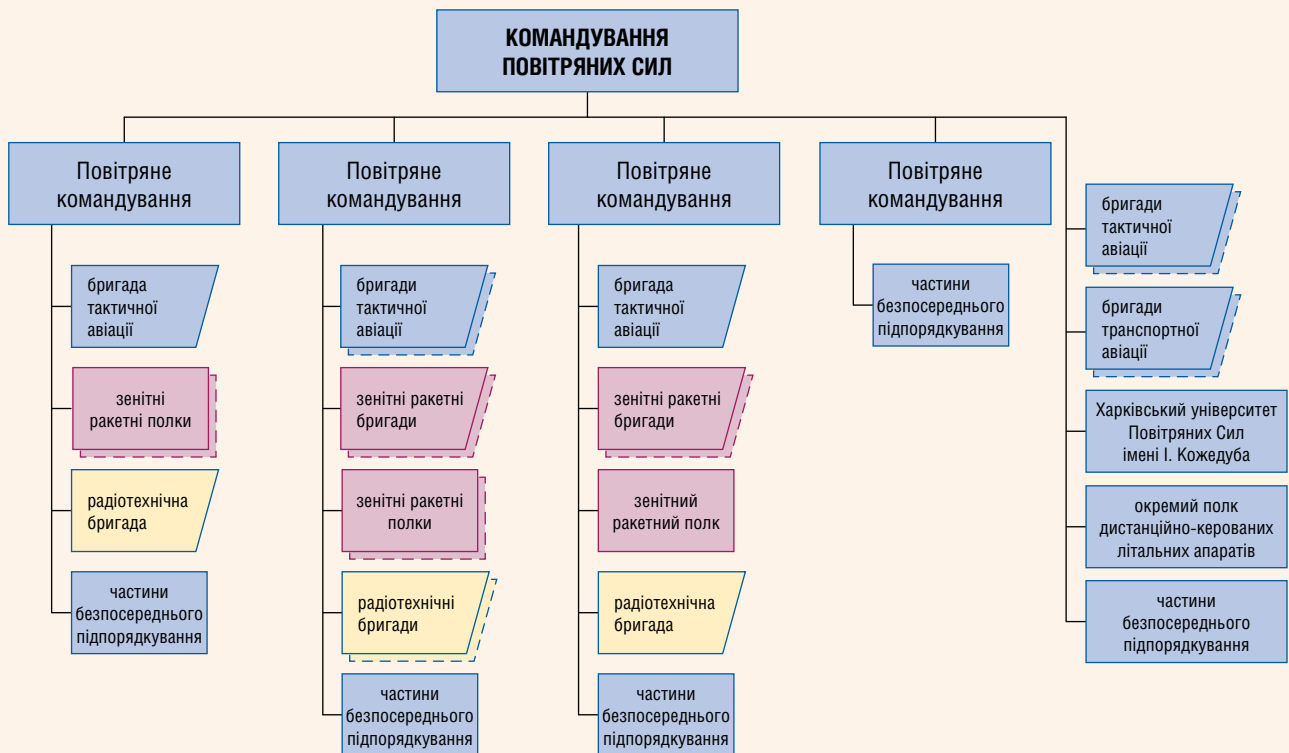 КОМАНДУВАННЯ
ПОВІТРЯНИХ СИЛ
Повітряне
командування
бригада
тактичної
авіації
зенітні
ракетні полки
радіотехнічна
бригада
частини
безпосереднього
підпорядкування
Повітряне
командування
бригади
тактичної
авіації
зенітні ракетні
бригади
зенітні ракетні
полки
радіотехнічні
бригади
частини
безпосереднього
підпорядкування
Повітряне
командування
бригада
тактичної
авіації
зенітні ракетні
бригади
зенітний
ракетний полк
радіотехнічна
бригада
частини
безпосереднього
підпорядкування
Повітряне
командування
частини
безпосереднього
підпорядкування
бригади
тактичної
авіації
бригади
транспортної
авіації
Харківський університет
Повітряних Сил
імені І. Кожедуба
окремий полк
дистанційно-керованих
літальних апаратів
частини
безпосереднього
підпорядкування